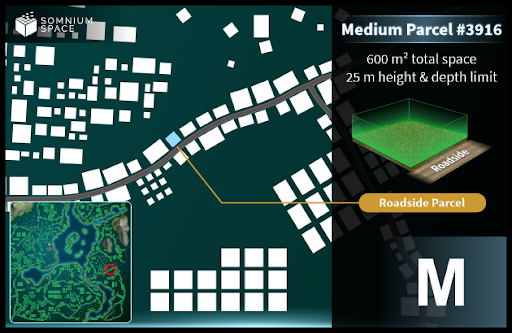 SOMNIUM
SPACE
Medium Parcel #3916
600 m² total space
25 m height & depth limit
Roadside
Roadside Parcel
M